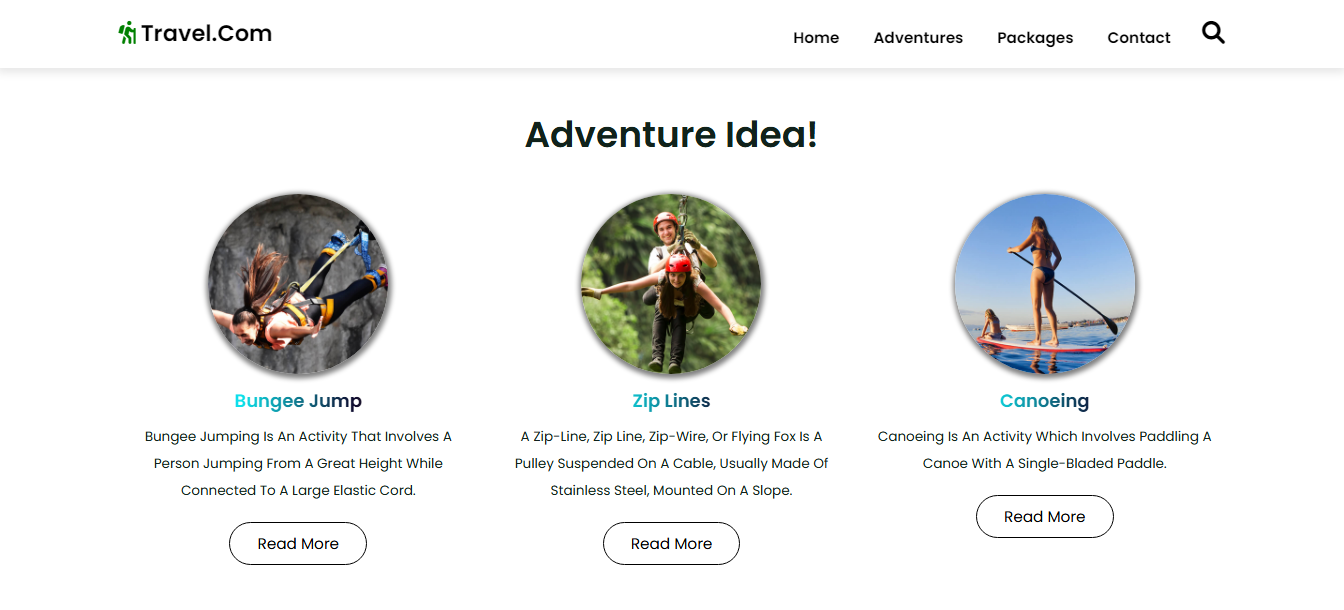 Travel.Com
Home
Adventures
Packages
Contact
Adventure Idea!
Bungee Jump
Bungee Jumping Is An Activity That Involves A
Person Jumping From A Great Height While
Connected To A Large Elastic Cord.
Read More
Zip Lines
A Zip-Line, Zip Line, Zip-Wire, Or Flying Fox Is A
Pulley Suspended On A Cable, Usually Made Of
Stainless Steel, Mounted On A Slope.
Read More
Canoeing
Canoeing Is An Activity Which Involves Paddling A
Canoe With A Single-Bladed Paddle.
Read More